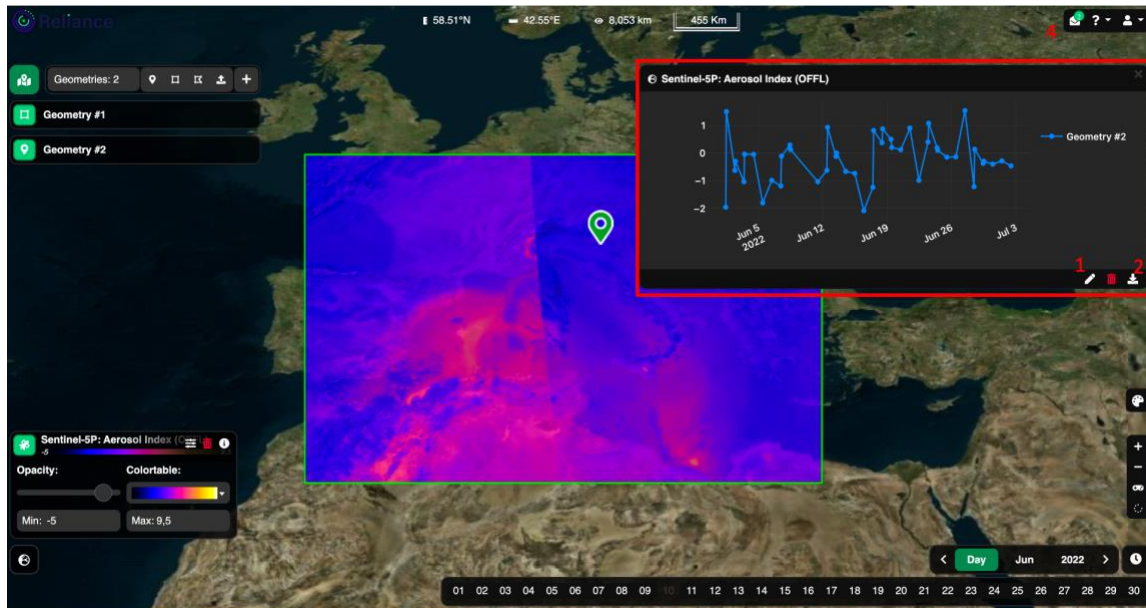 Reliance
58.51°N 42.55°E 8,053 km 455 Km
4 ? 
Geometries: 2
Geometry #1
Geometry #2
Sentinel-5P: Aerosol Index (OFFL)
1
0
−1
−2
Jun 5
2022
Jun 12
Jun 19
Jun 26
Jul 3
Geometry #2
1 2
Sentinel-5P: Aerosol Index (
-5
Opacity: Colortable:
Min: -5 Max: 9,5
Day Jun 2022
01 02 03 04 05 06 07 08 09 10 11 12 13 14 15 16 17 18 19 20 21 22 23 24 25 26 27 28 29 30